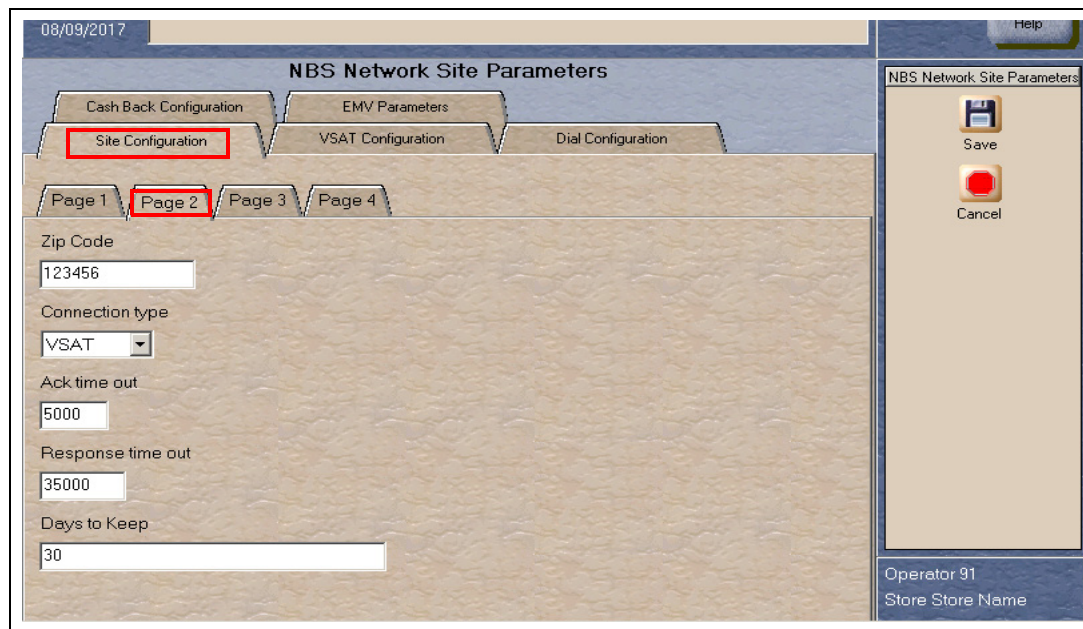 08/09/2017
Help
NBS Network Site Parameters
Cash Back Configuration
EMV Parameters
Site Configuration
VSAT Configuration
Dial Configuration
Page 1
Page 2
Page 3
Page 4
Zip Code
123456
Connection type
VSAT
Ack time out
5000
Response time out
35000
Days to Keep
30
NBS Network Site Parameters
Save
Cancel
Operator 91
Store Store Name